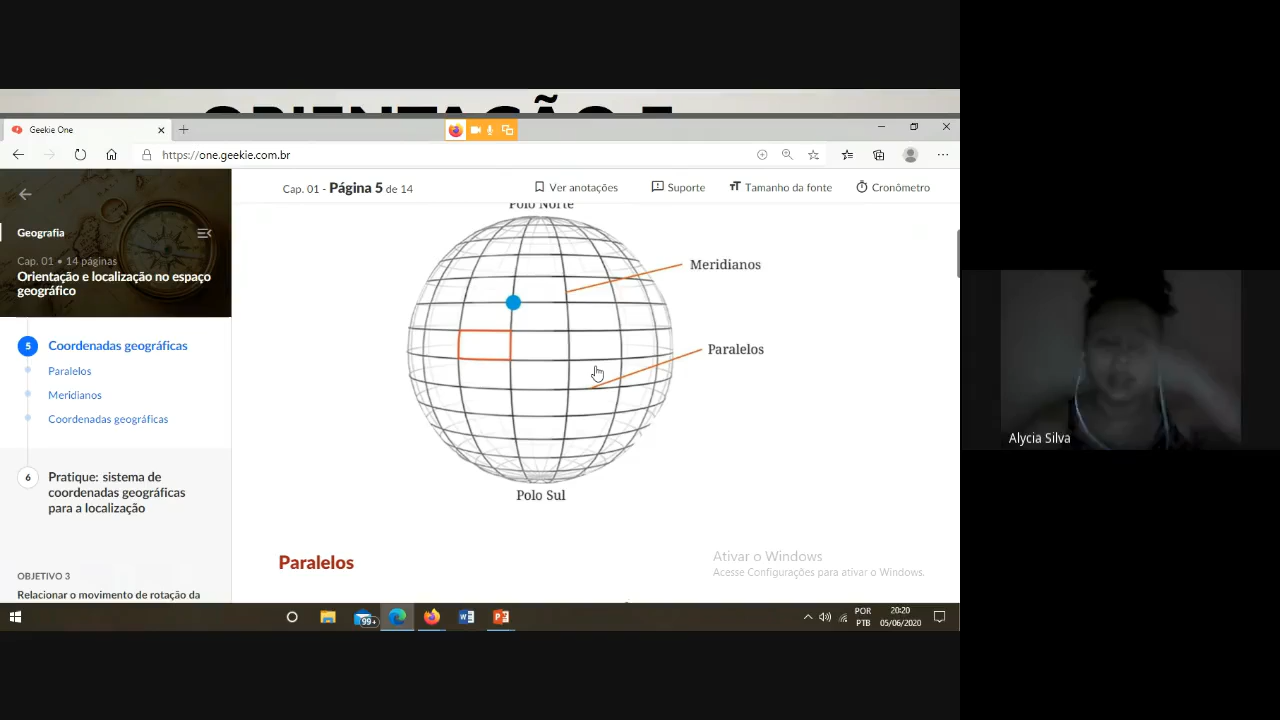 ORIENTAÇÃO E
Geekie One
https://one.geekie.com.br
Cap. 01 - Página 5 de 14
Ver anotações
Suporte
Tamanho da fonte
Cronômetro
Geografia
Cap. 01 • 14 páginas
Orientação e localização no espaço
geográfico
5
Coordenadas geográficas
Paralelos
Meridianos
Coordenadas geográficas
6
Pratique: sistema de
coordenadas geográficas
para a localização
OBJETIVO 3
Relacionar o movimento de rotação da
Polo Norte
Meridianos
Paralelos
Polo Sul
Paralelos
Ativar o Windows
Acesse Configurações para ativar o Windows.
Alycia Silva
99+
POR
PTB
20:20
05/06/2020